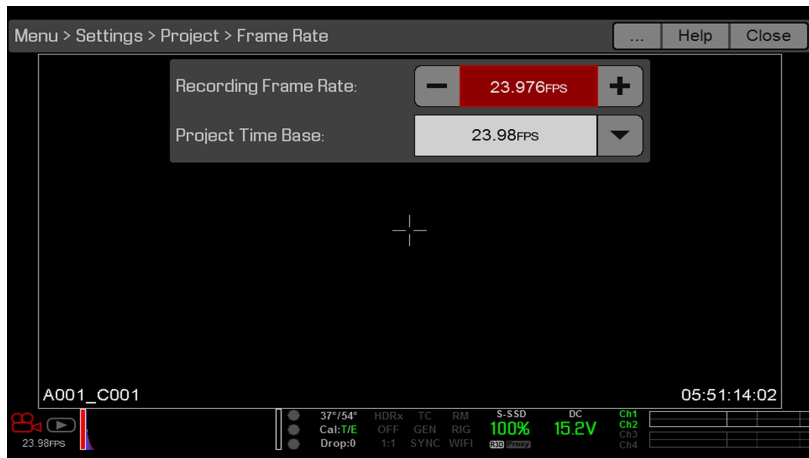 Menu > Settings > Project > Frame Rate
... Help Close
Recording Frame Rate: 23.976FPS
Project Time Base: 23.98FPS
A001_C001 05:51:14:02
37°/54° HDRx TC RM S-SSD DC Ch1
Cal:T/E OFF GEN RIG 100% 15.2V Ch2
Ch3
23.98FPS Drop:0 1:1 SYNC WIFI R3D Proxy Ch4